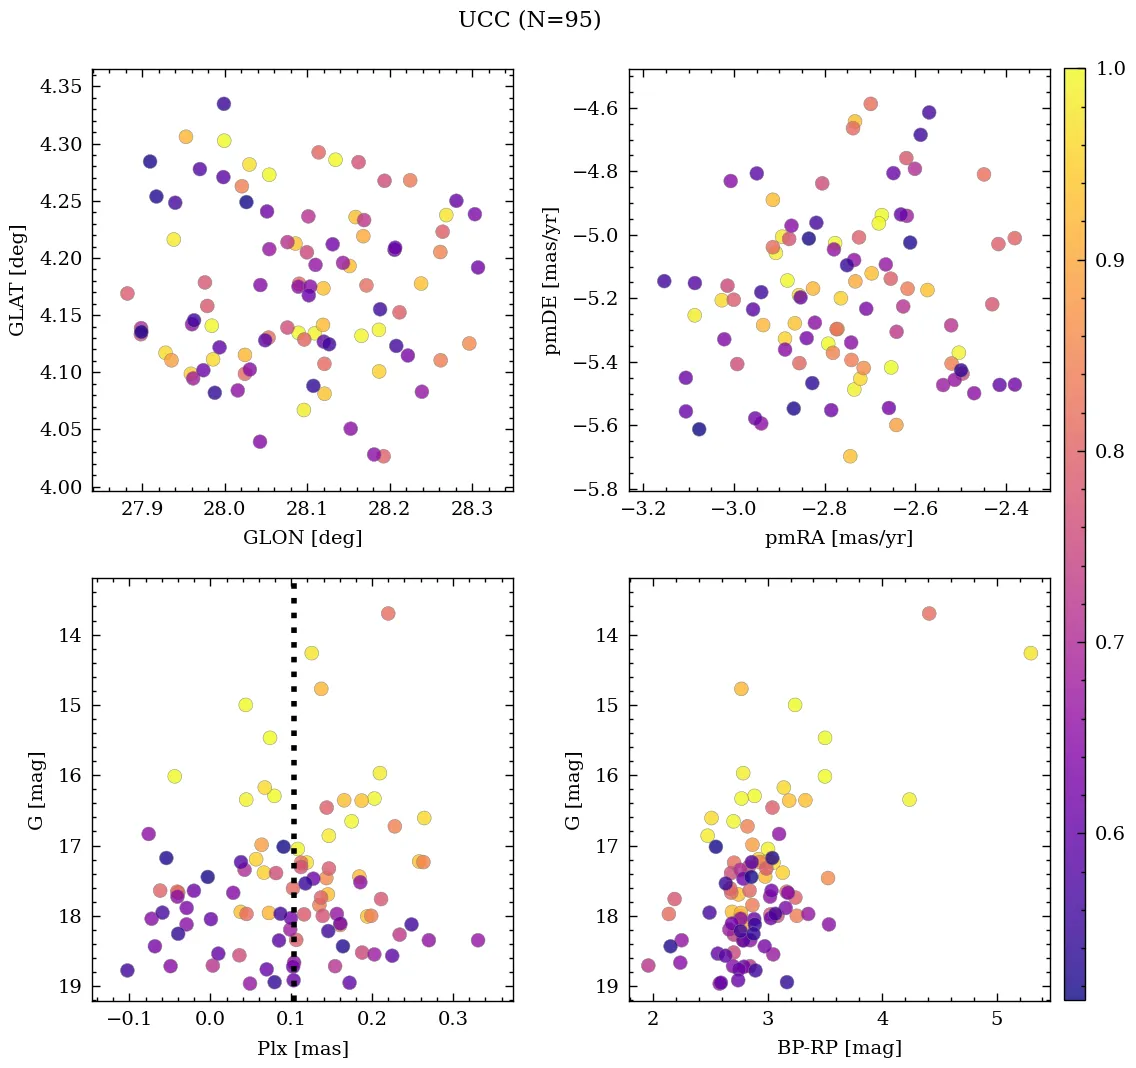 UCC (N=95)
4.35
4.30
4.25
4.20
4.15
4.10
4.05
4.00
GLAT [deg]
27.9 28.0 28.1 28.2 28.3
GLON [deg]
−4.6
−4.8
−5.0
−5.2
−5.4
−5.6
−5.8
pmDE [mas/yr]
−3.2 −3.0 −2.8 −2.6 −2.4
pmRA [mas/yr]
1.0
0.9
0.8
0.7
0.6
14
15
16
17
18
19
G [mag]
−0.1 0.0 0.1 0.2 0.3
Plx [mas]
14
15
16
17
18
19
G [mag]
2 3 4 5
BP-RP [mag]